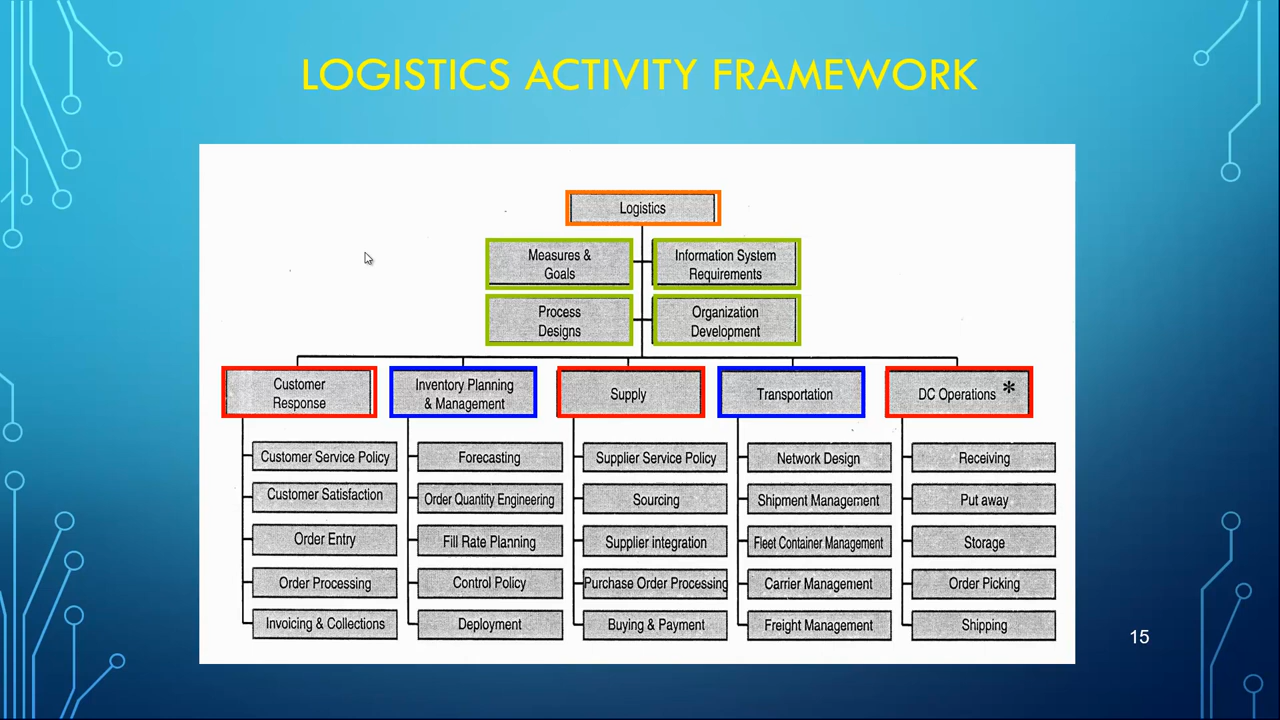 LOGISTICS ACTIVITY FRAMEWORK
Logistics
Measures &
Goals
Information System
Requirements
Process
Designs
Organization
Development
Customer
Response
Inventory Planning
& Management
Supply
Transportation
DC Operations *
Customer Service Policy
Customer Satisfaction
Order Entry
Order Processing
Invoicing & Collections
Forecasting
Order Quantity Engineering
Fill Rate Planning
Control Policy
Deployment
Supplier Service Policy
Sourcing
Supplier integration
Purchase Order Processing
Buying & Payment
Network Design
Shipment Management
Fleet Container Management
Carrier Management
Freight Management
Receiving
Put away
Storage
Order Picking
Shipping
15